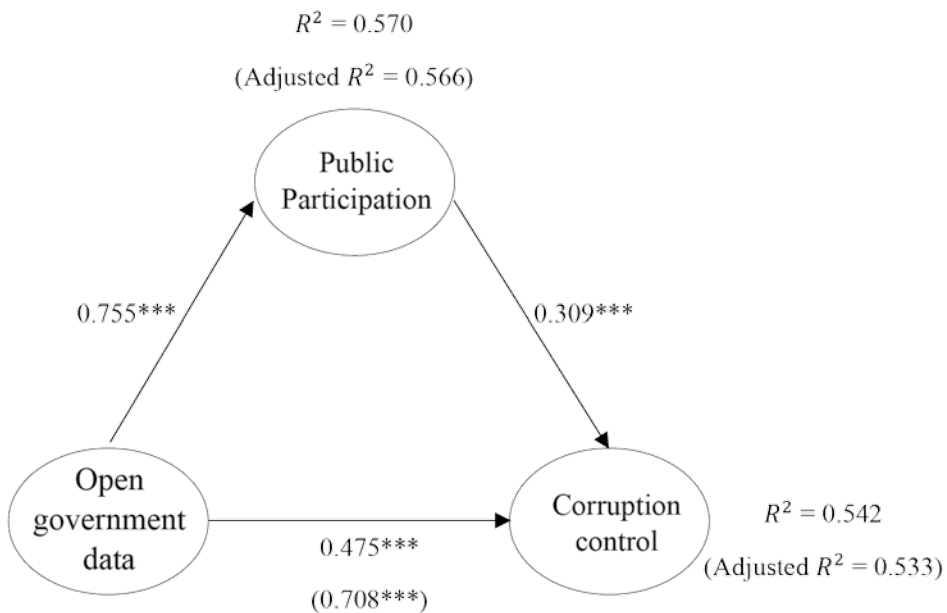 R² = 0.570
(Adjusted R² = 0.566)
Public
Participation
0.755***
0.309***
Open
government
data
0.475***
(0.708***)
Corruption
control
R² = 0.542
(Adjusted R² = 0.533)